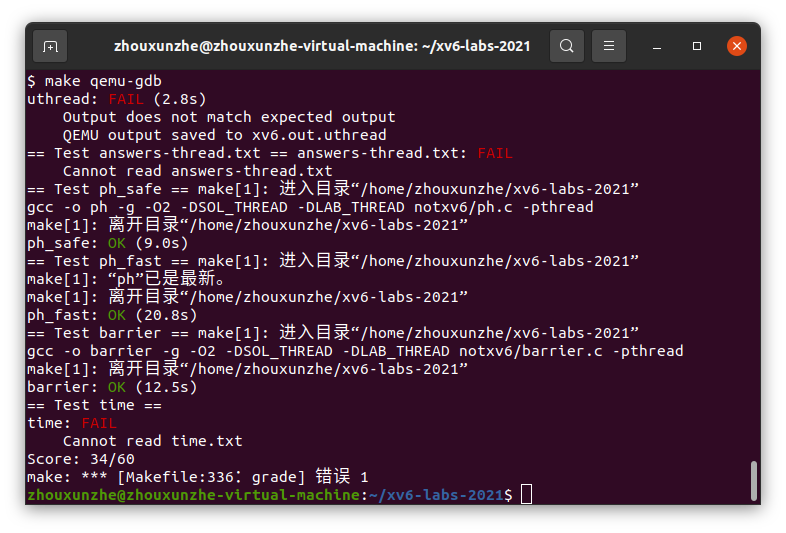 zhouxunzhe@zhouxunzhe-virtual-machine: ~/xv6-labs-2021
$ make qemu-gdb
uthread: FAIL (2.8s)
    Output does not match expected output
    QEMU output saved to xv6.out.uthread
== Test answers-thread.txt == answers-thread.txt: FAIL
    Cannot read answers-thread.txt
== Test ph_safe == make[1]: 进入目录“/home/zhouxunzhe/xv6-labs-2021”
gcc -o ph -g -O2 -DSOL_THREAD -DLAB_THREAD notxv6/ph.c -pthread
make[1]: 离开目录“/home/zhouxunzhe/xv6-labs-2021”
ph_safe: OK (9.0s)
== Test ph_fast == make[1]: 进入目录“/home/zhouxunzhe/xv6-labs-2021”
make[1]: “ph”已是最新。
make[1]: 离开目录“/home/zhouxunzhe/xv6-labs-2021”
ph_fast: OK (20.8s)
== Test barrier == make[1]: 进入目录“/home/zhouxunzhe/xv6-labs-2021”
gcc -o barrier -g -O2 -DSOL_THREAD -DLAB_THREAD notxv6/barrier.c -pthread
make[1]: 离开目录“/home/zhouxunzhe/xv6-labs-2021”
barrier: OK (12.5s)
== Test time ==
time: FAIL
    Cannot read time.txt
Score: 34/60
make: *** [Makefile:336：grade] 错误 1
zhouxunzhe@zhouxunzhe-virtual-machine:~/xv6-labs-2021$